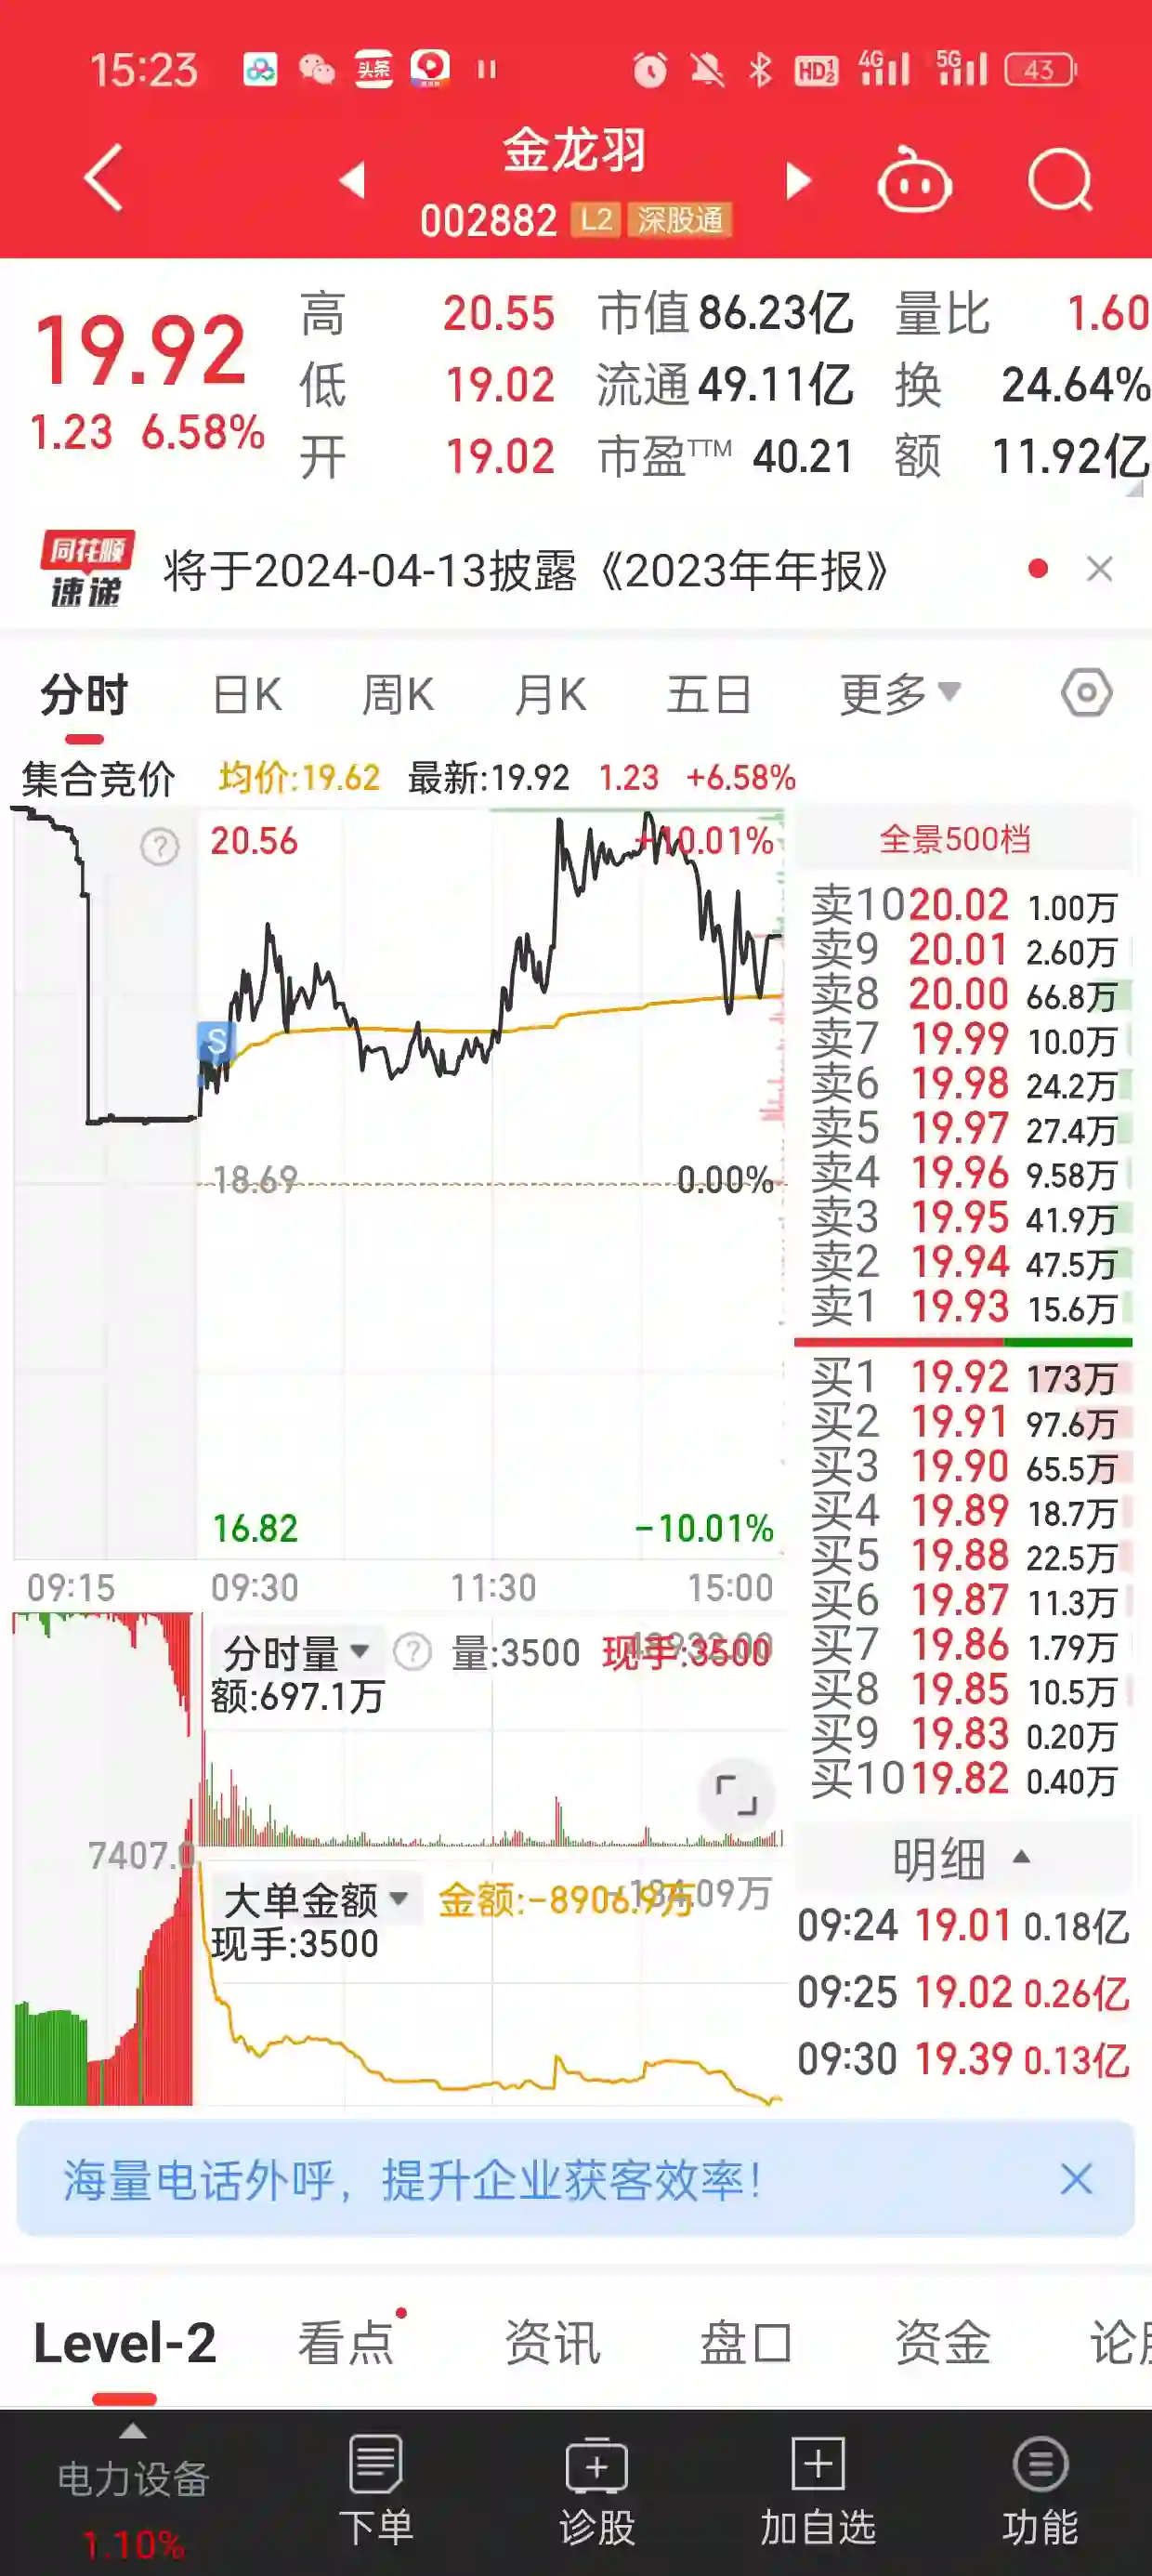 15:23 头条 HD 1 2 4G 5G 43
金龙羽
002882 L2 深股通
19.92
1.23 6.58%
高 20.55 市值 86.23亿 量比 1.60
低 19.02 流通 49.11亿 换 24.64%
开 19.02 市盈TTM 40.21 额 11.92亿
同花顺
速递
将于2024-04-13披露《2023年年报》
分时 日K 周K 月K 五日 更多
集合竞价 均价:19.62 最新:19.92 1.23 +6.58%
20.56 +10.01%
S
18.69 0.00%
16.82 -10.01%
09:15 09:30 11:30 15:00
全景500档
卖10 20.02 1.00万
卖9 20.01 2.60万
卖8 20.00 66.8万
卖7 19.99 10.0万
卖6 19.98 24.2万
卖5 19.97 27.4万
卖4 19.96 9.58万
卖3 19.95 41.9万
卖2 19.94 47.5万
卖1 19.93 15.6万
买1 19.92 173万
买2 19.91 97.6万
买3 19.90 65.5万
买4 19.89 18.7万
买5 19.88 22.5万
买6 19.87 11.3万
买7 19.86 1.79万
买8 19.85 10.5万
买9 19.83 0.20万
买10 19.82 0.40万
分时量 量:3500 现手:3500
额:697.1万
7407.0
大单金额 金额:-8906.9万
现手:3500
明细
09:24 19.01 0.18亿
09:25 19.02 0.26亿
09:30 19.39 0.13亿
海量电话外呼，提升企业获客效率！
Level-2 看点 资讯 盘口 资金 论
电力设备
1.10%
下单 诊股 加自选 功能